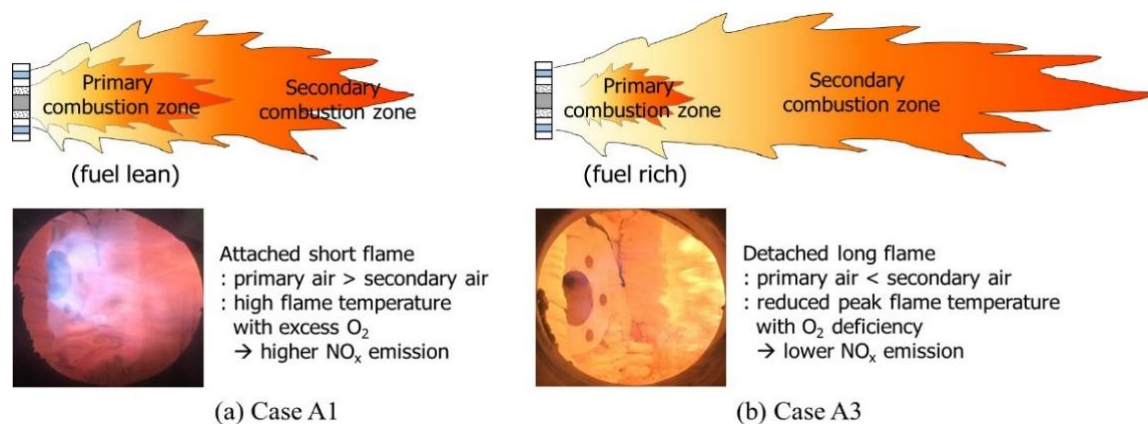 Primary
combustion zone
Secondary
combustion zone
(fuel lean)
Attached short flame
: primary air > secondary air
: high flame temperature
with excess O₂
→ higher NOₓ emission
(a) Case A1
Primary
combustion zone
Secondary
combustion zone
(fuel rich)
Detached long flame
: primary air < secondary air
: reduced peak flame temperature
with O₂ deficiency
→ lower NOₓ emission
(b) Case A3